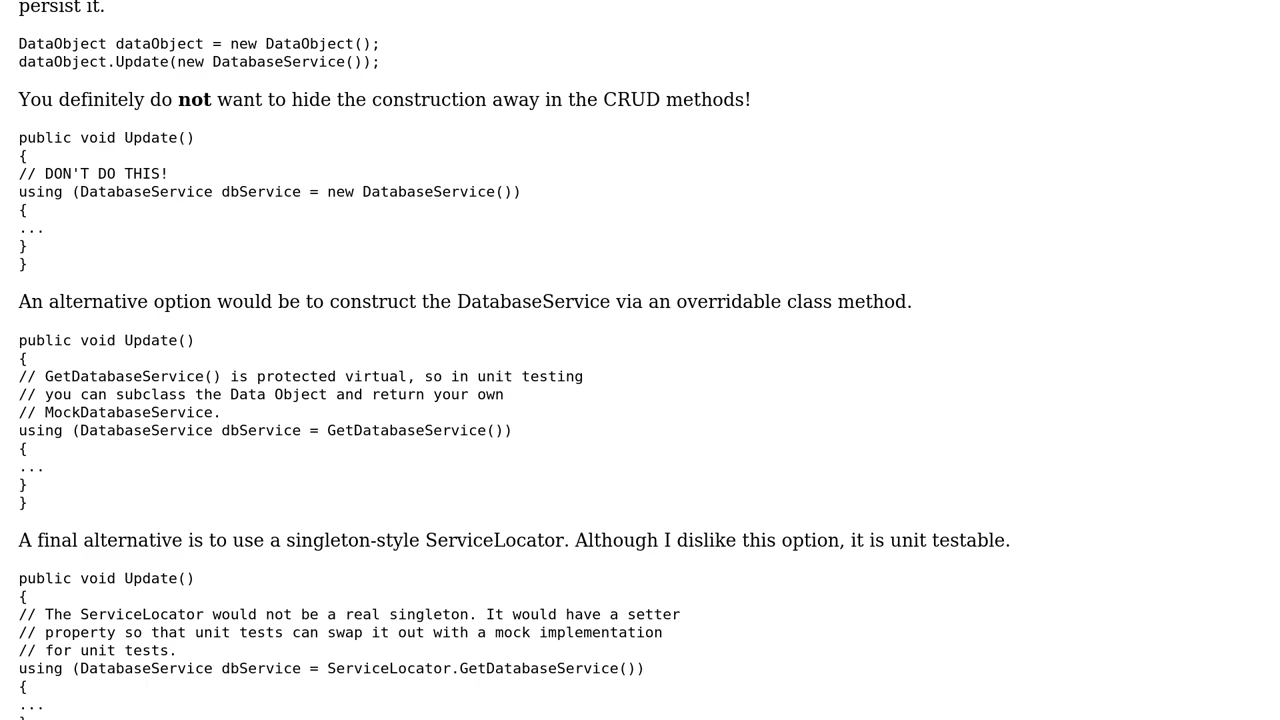 persist it.
DataObject dataObject = new DataObject();
dataObject.Update(new DatabaseService());
You definitely do not want to hide the construction away in the CRUD methods!
public void Update()
{
// DON'T DO THIS!
using (DatabaseService dbService = new DatabaseService())
{
...
}
}
An alternative option would be to construct the DatabaseService via an overridable class method.
public void Update()
{
// GetDatabaseService() is protected virtual, so in unit testing
// you can subclass the Data Object and return your own
// MockDatabaseService.
using (DatabaseService dbService = GetDatabaseService())
{
...
}
}
A final alternative is to use a singleton-style ServiceLocator. Although I dislike this option, it is unit testable.
public void Update()
{
// The ServiceLocator would not be a real singleton. It would have a setter
// property so that unit tests can swap it out with a mock implementation
// for unit tests.
using (DatabaseService dbService = ServiceLocator.GetDatabaseService())
{
...
}